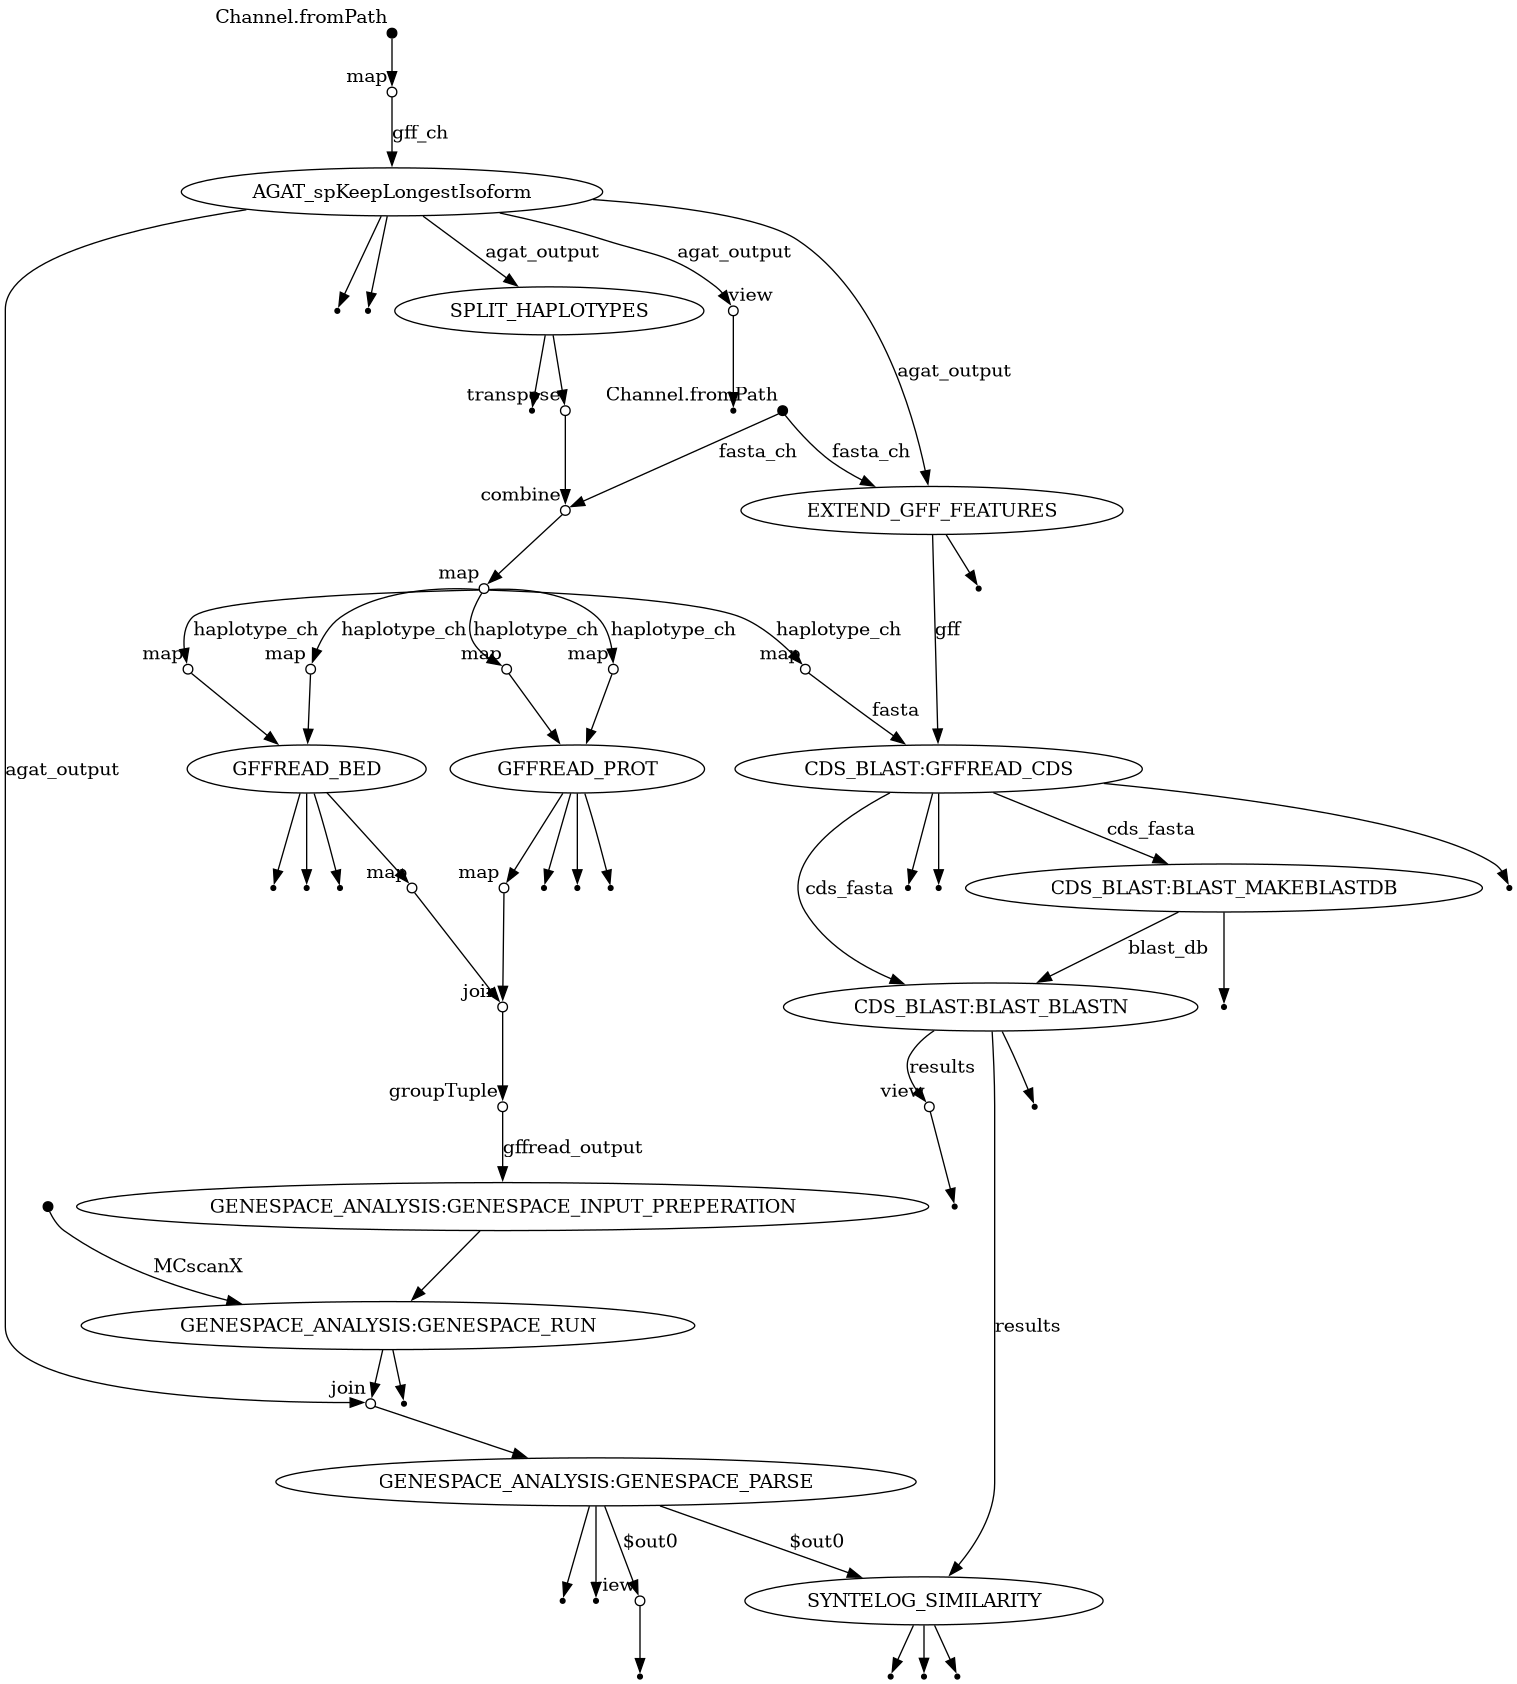 Channel.fromPath
map
gff_ch
AGAT_spKeepLongestIsoform
agat_output
agat_output
SPLIT_HAPLOTYPES
view
agat_output
transpose
Channel.fromPath
fasta_ch
fasta_ch
combine
EXTEND_GFF_FEATURES
map
haplotype_ch
haplotype_ch
haplotype_ch
haplotype_ch
haplotype_ch
gff
map
map
map
map
map
fasta
agat_output
GFFREAD_BED
GFFREAD_PROT
CDS_BLAST:GFFREAD_CDS
cds_fasta
map
map
cds_fasta
CDS_BLAST:BLAST_MAKEBLASTDB
blast_db
join
CDS_BLAST:BLAST_BLASTN
results
groupTuple
view
gffread_output
GENESPACE_ANALYSIS:GENESPACE_INPUT_PREPERATION
MCscanX
GENESPACE_ANALYSIS:GENESPACE_RUN
results
join
GENESPACE_ANALYSIS:GENESPACE_PARSE
$out0
$out0
view
SYNTELOG_SIMILARITY